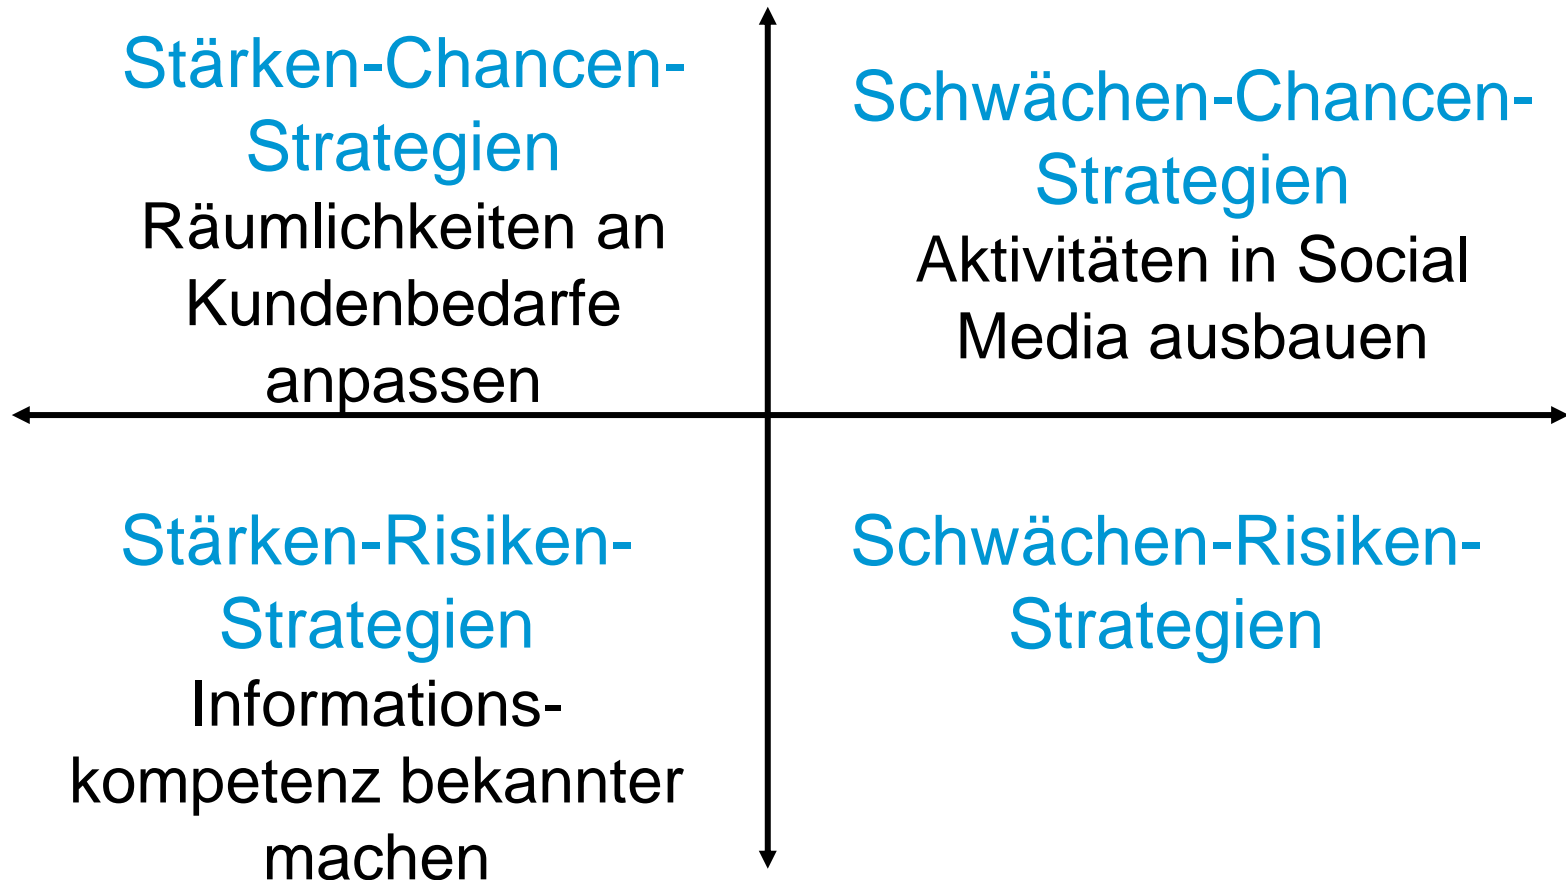 Stärken-Chancen-
Strategien
Räumlichkeiten an
Kundenbedarfe
anpassen
Schwächen-Chancen-
Strategien
Aktivitäten in Social
Media ausbauen
Stärken-Risiken-
Strategien
Informations-
kompetenz bekannter
machen
Schwächen-Risiken-
Strategien